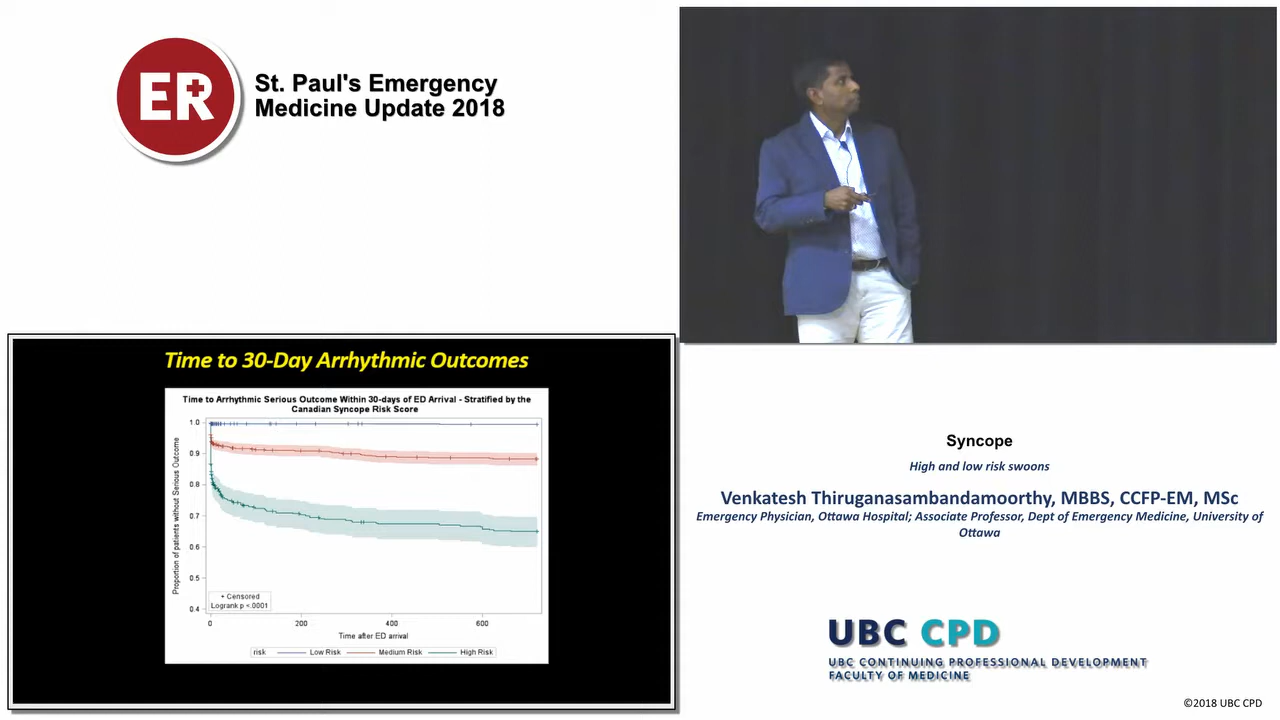 ER
St. Paul's Emergency
Medicine Update 2018
Time to 30-Day Arrhythmic Outcomes
Time to Arrhythmic Serious Outcome Within 30-days of ED Arrival - Stratified by the
Canadian Syncope Risk Score
Proportion of patients without Serious Outcome
1.0
0.9
0.8
0.7
0.6
0.5
0.4
+ Censored
Logrank p <.0001
0
200
400
600
Time after ED arrival
risk
Low Risk
Medium Risk
High Risk
Syncope
High and low risk swoons
Venkatesh Thiruganasambandamoorthy, MBBS, CCFP-EM, MSc
Emergency Physician, Ottawa Hospital; Associate Professor, Dept of Emergency Medicine, University of
Ottawa
UBC CPD
UBC CONTINUING PROFESSIONAL DEVELOPMENT
FACULTY OF MEDICINE
©2018 UBC CPD